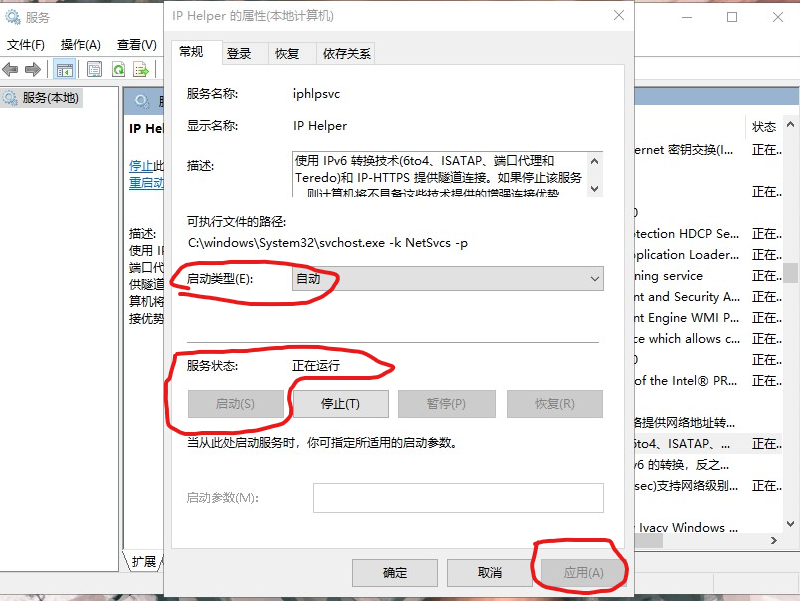 服务
IP Helper 的属性(本地计算机)
文件(F) 操作(A) 查看(V)
常规 登录 恢复 依存关系
服务(本地)
IP Hel
停止此
重启动
描述:
使用 IP
端口代
供隧道
算机将
接优势
服务名称: iphlpsvc
显示名称: IP Helper
描述: 使用 IPv6 转换技术(6to4、ISATAP、端口代理和
Teredo)和 IP-HTTPS 提供隧道连接。如果停止该服务
，则计算机将不具备这些技术提供的增强连接优势
可执行文件的路径:
C:\windows\System32\svchost.exe -k NetSvcs -p
启动类型(E): 自动
服务状态: 正在运行
启动(S) 停止(T) 暂停(P) 恢复(R)
当从此处启动服务时，你可指定所适用的启动参数。
启动参数(M):
确定 取消 应用(A)
扩展
状态
ernet 密钥交换(I... 正在...
正在...
tection HDCP Se... 正在...
plication Loader... 正在...
ning service 正在...
nt and Security A... 正在...
t Engine WMI P... 正在...
ce which allows c... 正在...
正在...
of the Intel® PR... 正在...
络提供网络地址转...
6to4、ISATAP、... 正在...
v6 的转换，反之...
sec)支持网络级别... 正在...
Ivacy Windows ...